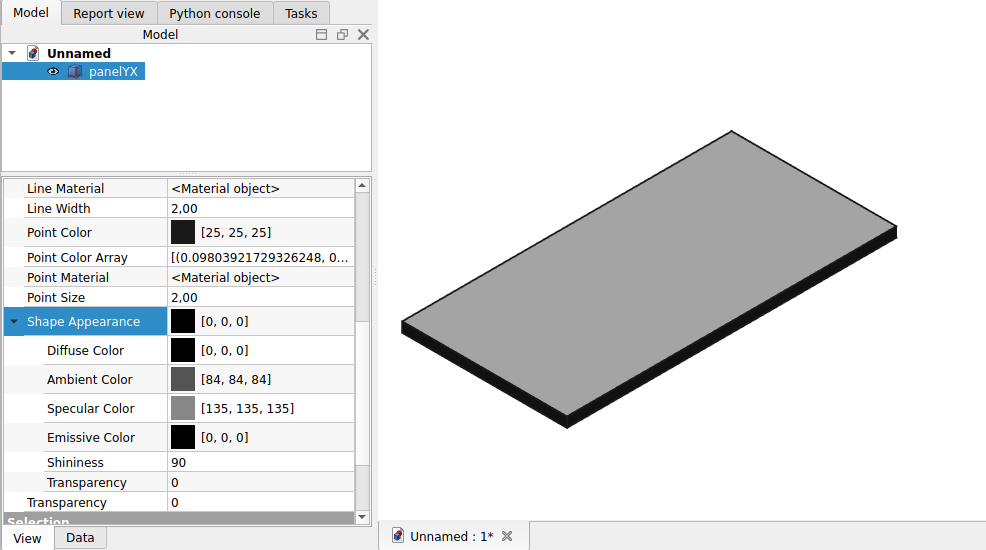 Model Report view Python console Tasks
Model
Unnamed
panelYX
Line Material <Material object>
Line Width 2,00
Point Color [25, 25, 25]
Point Color Array [(0.09803921729326248, 0...
Point Material <Material object>
Point Size 2,00
Shape Appearance [0, 0, 0]
Diffuse Color [0, 0, 0]
Ambient Color [84, 84, 84]
Specular Color [135, 135, 135]
Emissive Color [0, 0, 0]
Shininess 90
Transparency 0
Transparency 0
Selection
View Data
Unnamed : 1*